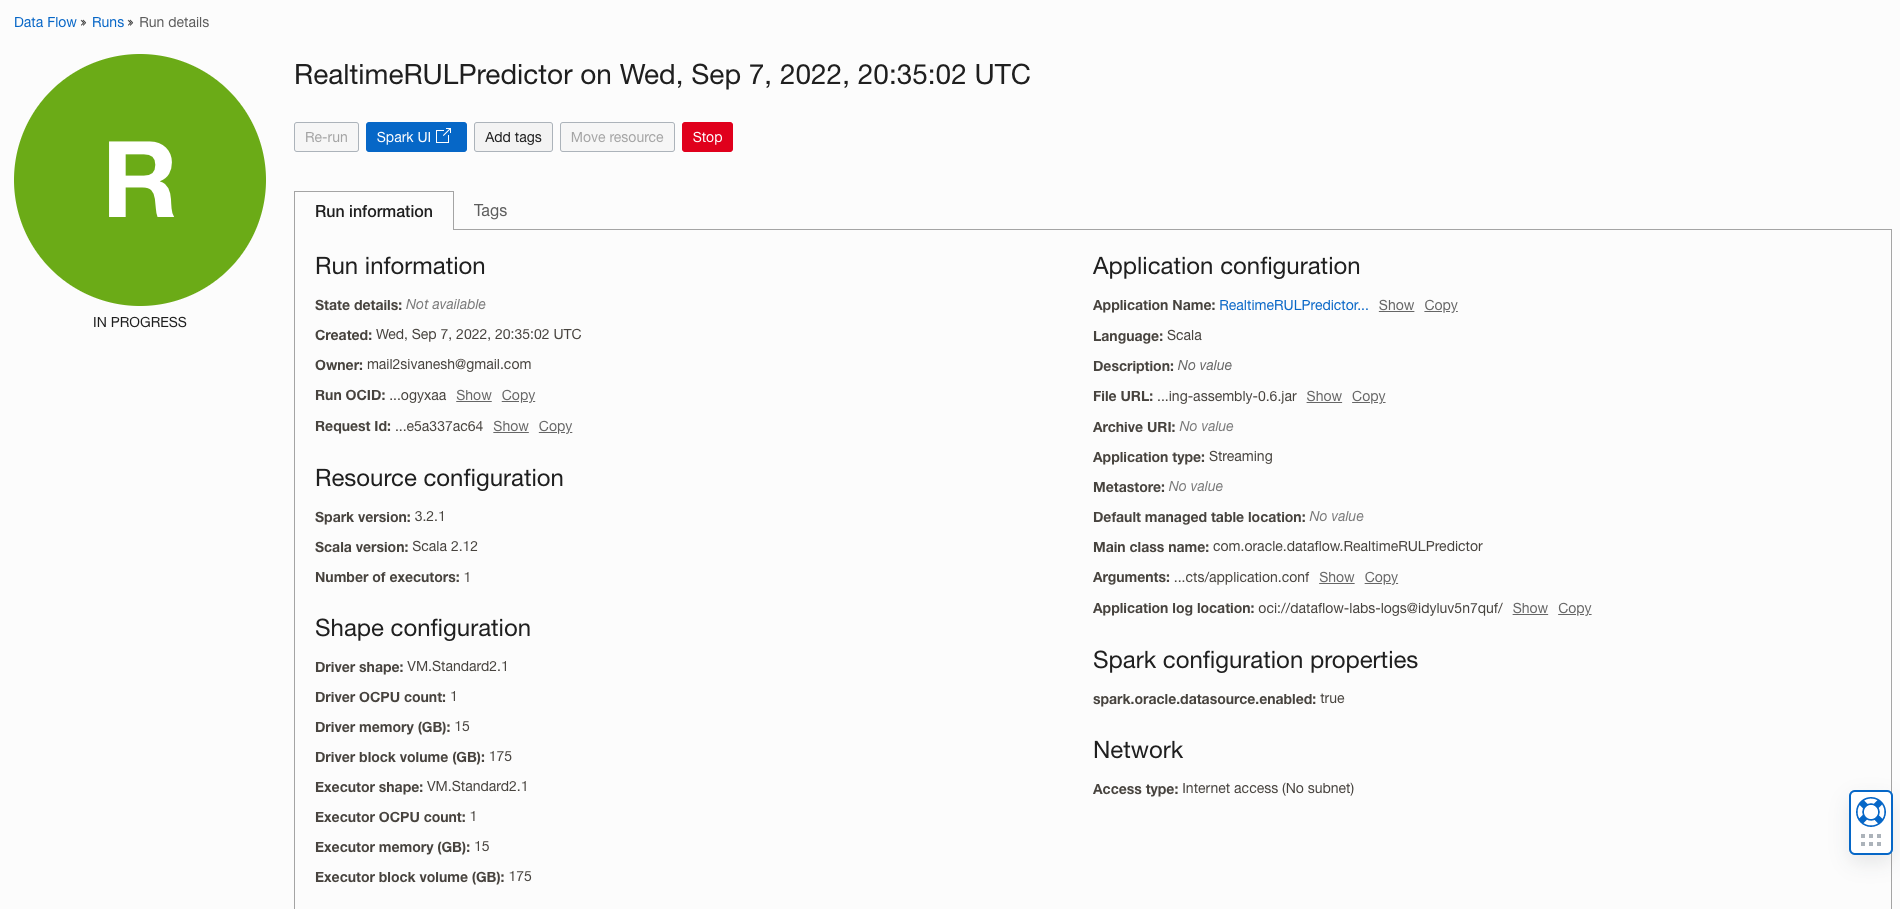 Data Flow » Runs » Run details
R
IN PROGRESS
RealtimeRULPredictor on Wed, Sep 7, 2022, 20:35:02 UTC
Re-run Spark UI Add tags Move resource Stop
Run information Tags
Run information
State details: Not available
Created: Wed, Sep 7, 2022, 20:35:02 UTC
Owner: mail2sivanesh@gmail.com
Run OCID: ...ogyxaa Show Copy
Request Id: ...e5a337ac64 Show Copy
Resource configuration
Spark version: 3.2.1
Scala version: Scala 2.12
Number of executors: 1
Shape configuration
Driver shape: VM.Standard2.1
Driver OCPU count: 1
Driver memory (GB): 15
Driver block volume (GB): 175
Executor shape: VM.Standard2.1
Executor OCPU count: 1
Executor memory (GB): 15
Executor block volume (GB): 175
Application configuration
Application Name: RealtimeRULPredictor... Show Copy
Language: Scala
Description: No value
File URL: ...ing-assembly-0.6.jar Show Copy
Archive URI: No value
Application type: Streaming
Metastore: No value
Default managed table location: No value
Main class name: com.oracle.dataflow.RealtimeRULPredictor
Arguments: ...cts/application.conf Show Copy
Application log location: oci://dataflow-labs-logs@idyluv5n7quf/ Show Copy
Spark configuration properties
spark.oracle.datasource.enabled: true
Network
Access type: Internet access (No subnet)